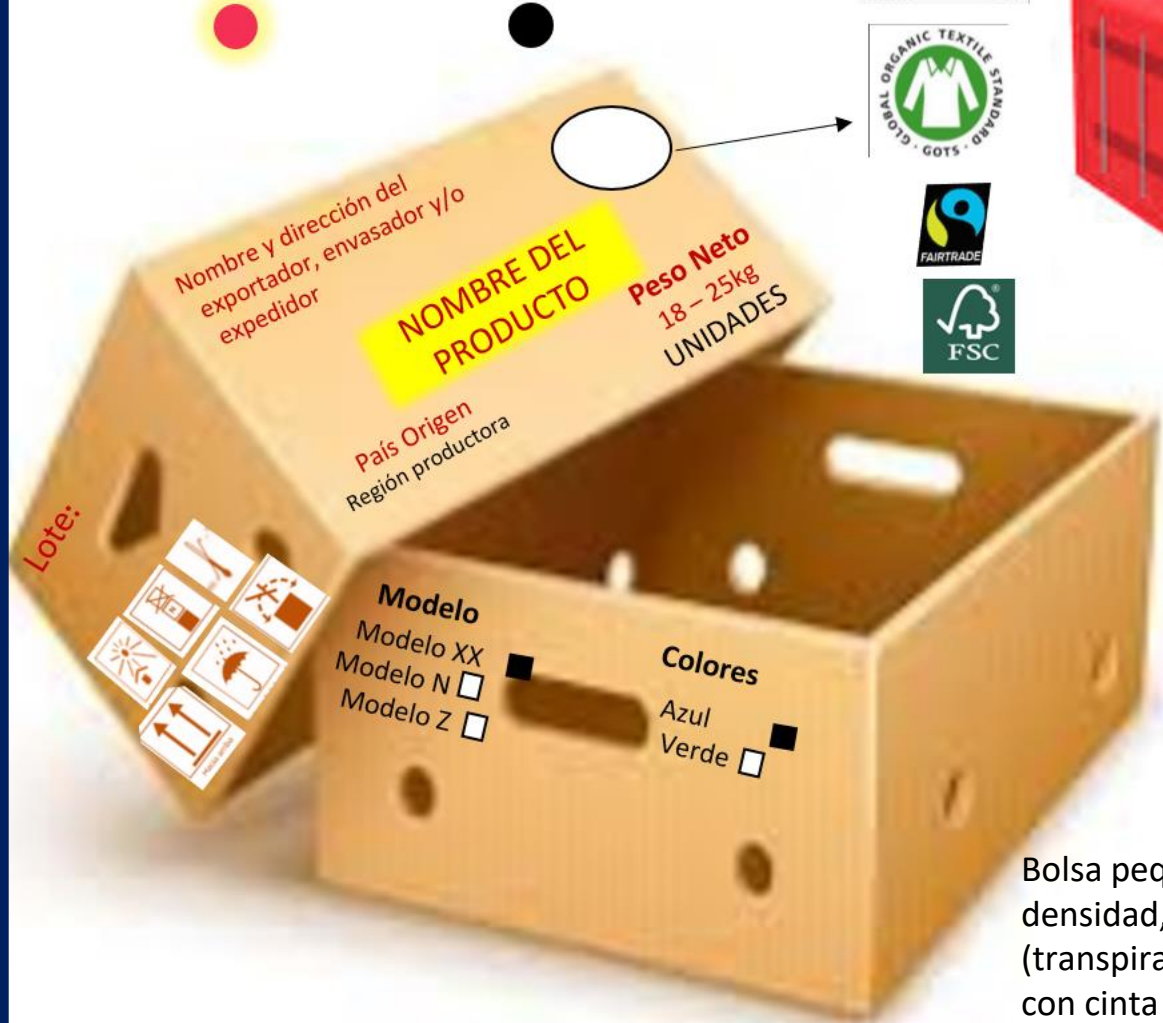 GLOBAL ORGANIC TEXTILE STANDARD · GOTS ·
FAIRTRADE
FSC
Nombre y dirección del
exportador, envasador y/o
expedidor
NOMBRE DEL
PRODUCTO
Peso Neto
18 – 25kg
UNIDADES
País Origen
Región productora
Lote:
Hacia arriba
Modelo
Modelo XX
Modelo N
Modelo Z
Colores
Azul
Verde
Bolsa
densidad,
con cinta